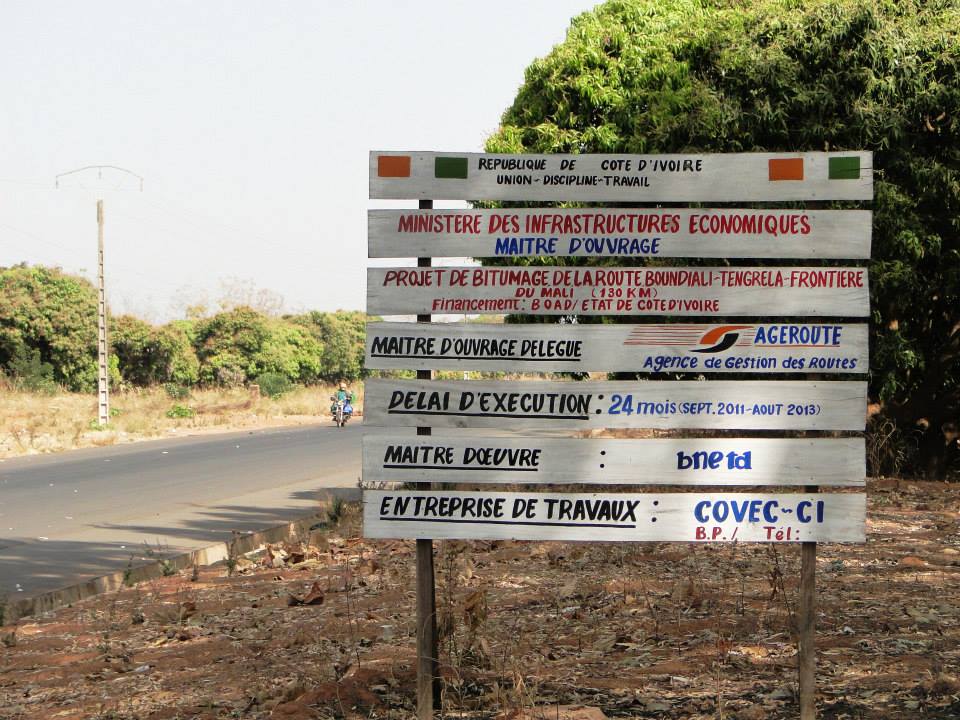 REPUBLIQUE DE COTE D'IVOIRE
UNION-DISCIPLINE-TRAVAIL
MINISTERE DES INFRASTRUCTURES ECONOMIQUES
MAITRE D'OUVRAGE
PROJET DE BITUMAGE DE LA ROUTE BOUNDIALI-TENGRELA-FRONTIERE
DU MALI (130 KM)
Financement: BOAD/ ETAT DE COTE D'IVOIRE
MAITRE D'OUVRAGE DELEGUE AGEROUTE
Agence de Gestion des Routes
DELAI D'EXECUTION: 24 mois (SEPT. 2011-AOUT 2013)
MAITRE DŒUVRE : bnetd
ENTREPRISE DE TRAVAUX : COVEC-CI
B.P./ Tél: